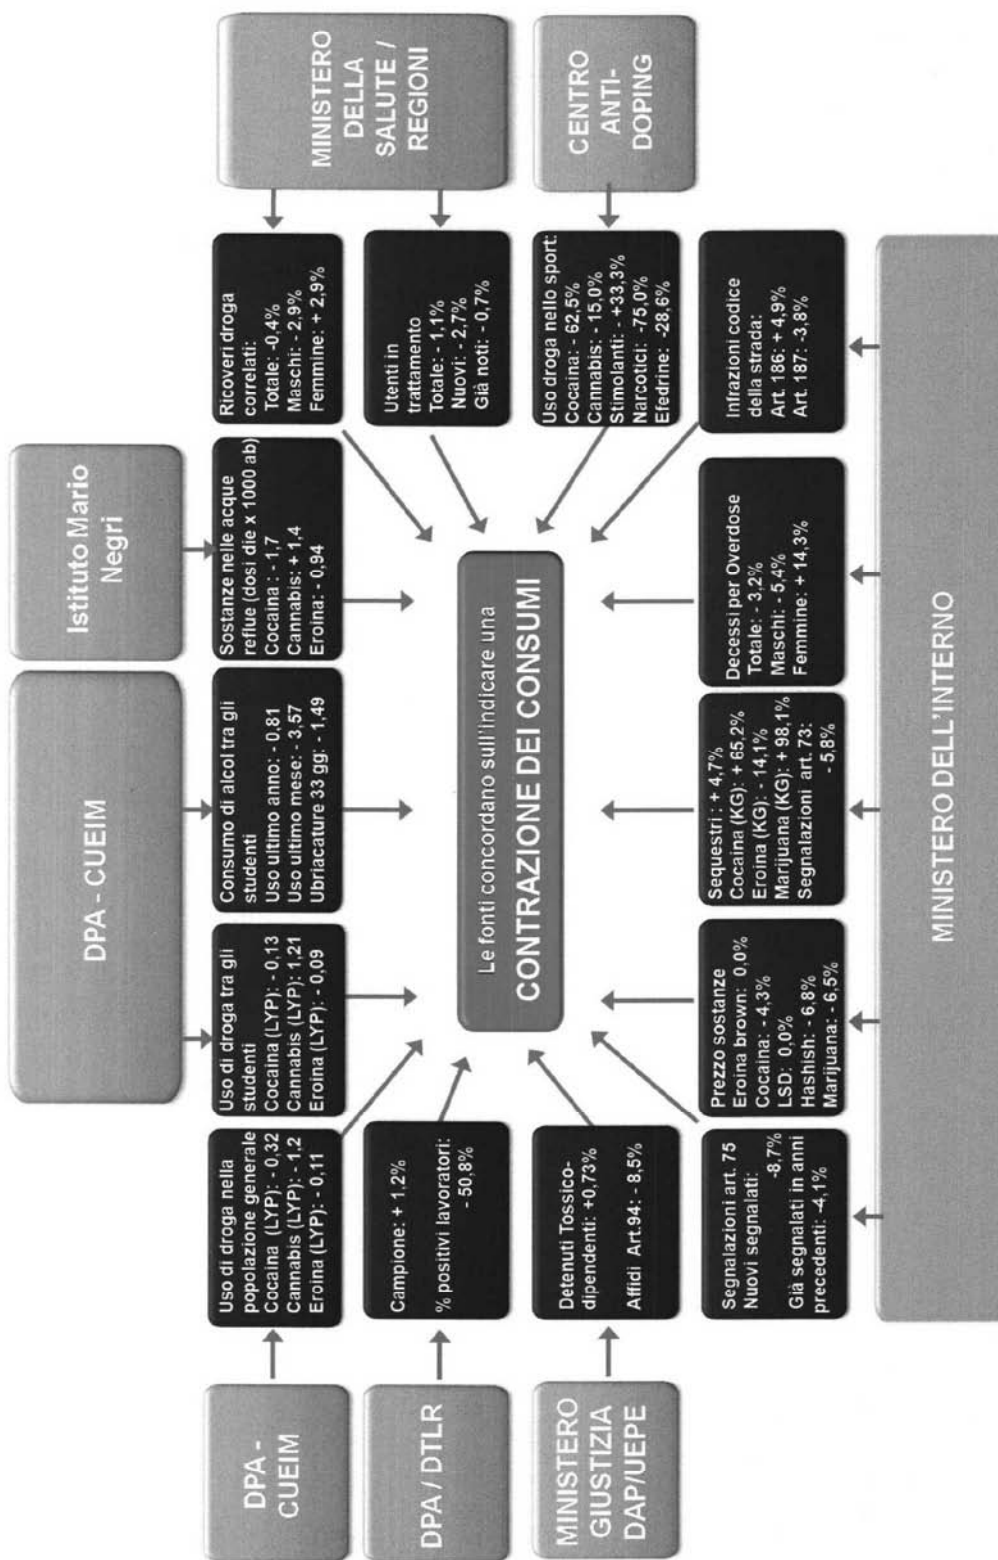 DPA - CUEIM
Istituto Mario
Negri
DPA -
CUEIM
Uso di droga nella
popolazione generale
Cocaina (LYP): - 0,32
Cannabis (LYP): - 1,2
Eroina (LYP): - 0,11
Uso di droga tra gli
studenti
Cocaina (LYP): - 0,13
Cannabis (LYP): 1,21
Eroina (LYP): - 0,09
Consumo di alcol tra gli
studenti
Uso ultimo anno: - 0,81
Uso ultimo mese: - 3,57
Ubriacature 33 gg: - 1,49
Sostanze nelle acque
reflue (dosi die x 1000 ab)
Cocaina : - 1,7
Cannabis: +1,4
Eroina: - 0,94
Ricoveri droga
correlati:
Totale: -0,4%
Maschi: - 2,9%
Femmine: + 2,9%
MINISTERO
DELLA
SALUTE /
REGIONI
DPA / DTLR
Campione: + 1,2%
% positivi lavoratori:
- 50,8%
Utenti in
trattamento
Totale: - 1,1%
Nuovi: - 2,7%
Già noti: - 0,7%
Le fonti concordano sull'indicare una
CONTRAZIONE DEI CONSUMI
MINISTERO
GIUSTIZIA
DAP/UEPE
Detenuti Tossico-
dipendenti: +0,73%
Affidi Art.94: - 8,5%
Uso droga nello sport:
Cocaina: - 62,5%
Cannabis: - 15,0%
Stimolanti: - +33,3%
Narcotici: -75,0%
Efedrine: -28,6%
CENTRO
ANTI-
DOPING
Segnalazioni art. 75
Nuovi segnalati:
-8,7%
Già segnalati in anni
precedenti: -4,1%
Prezzo sostanze
Eroina brown: 0,0%
Cocaina: - 4,3%
LSD: 0,0%
Hashish: - 6,8%
Marijuana: - 6,5%
Sequestri : + 4,7%
Cocaina (KG): + 65,2%
Eroina (KG): - 14,1%
Marijuana (KG): + 98,1%
Segnalazioni art. 73:
- 5,8%
Decessi per Overdose
Totale: - 3,2%
Maschi: - 5,4%
Femmine: + 14,3%
Infrazioni codice
della strada:
Art. 186: + 4,9%
Art. 187: -3,8%
MINISTERO DELL'INTERNO